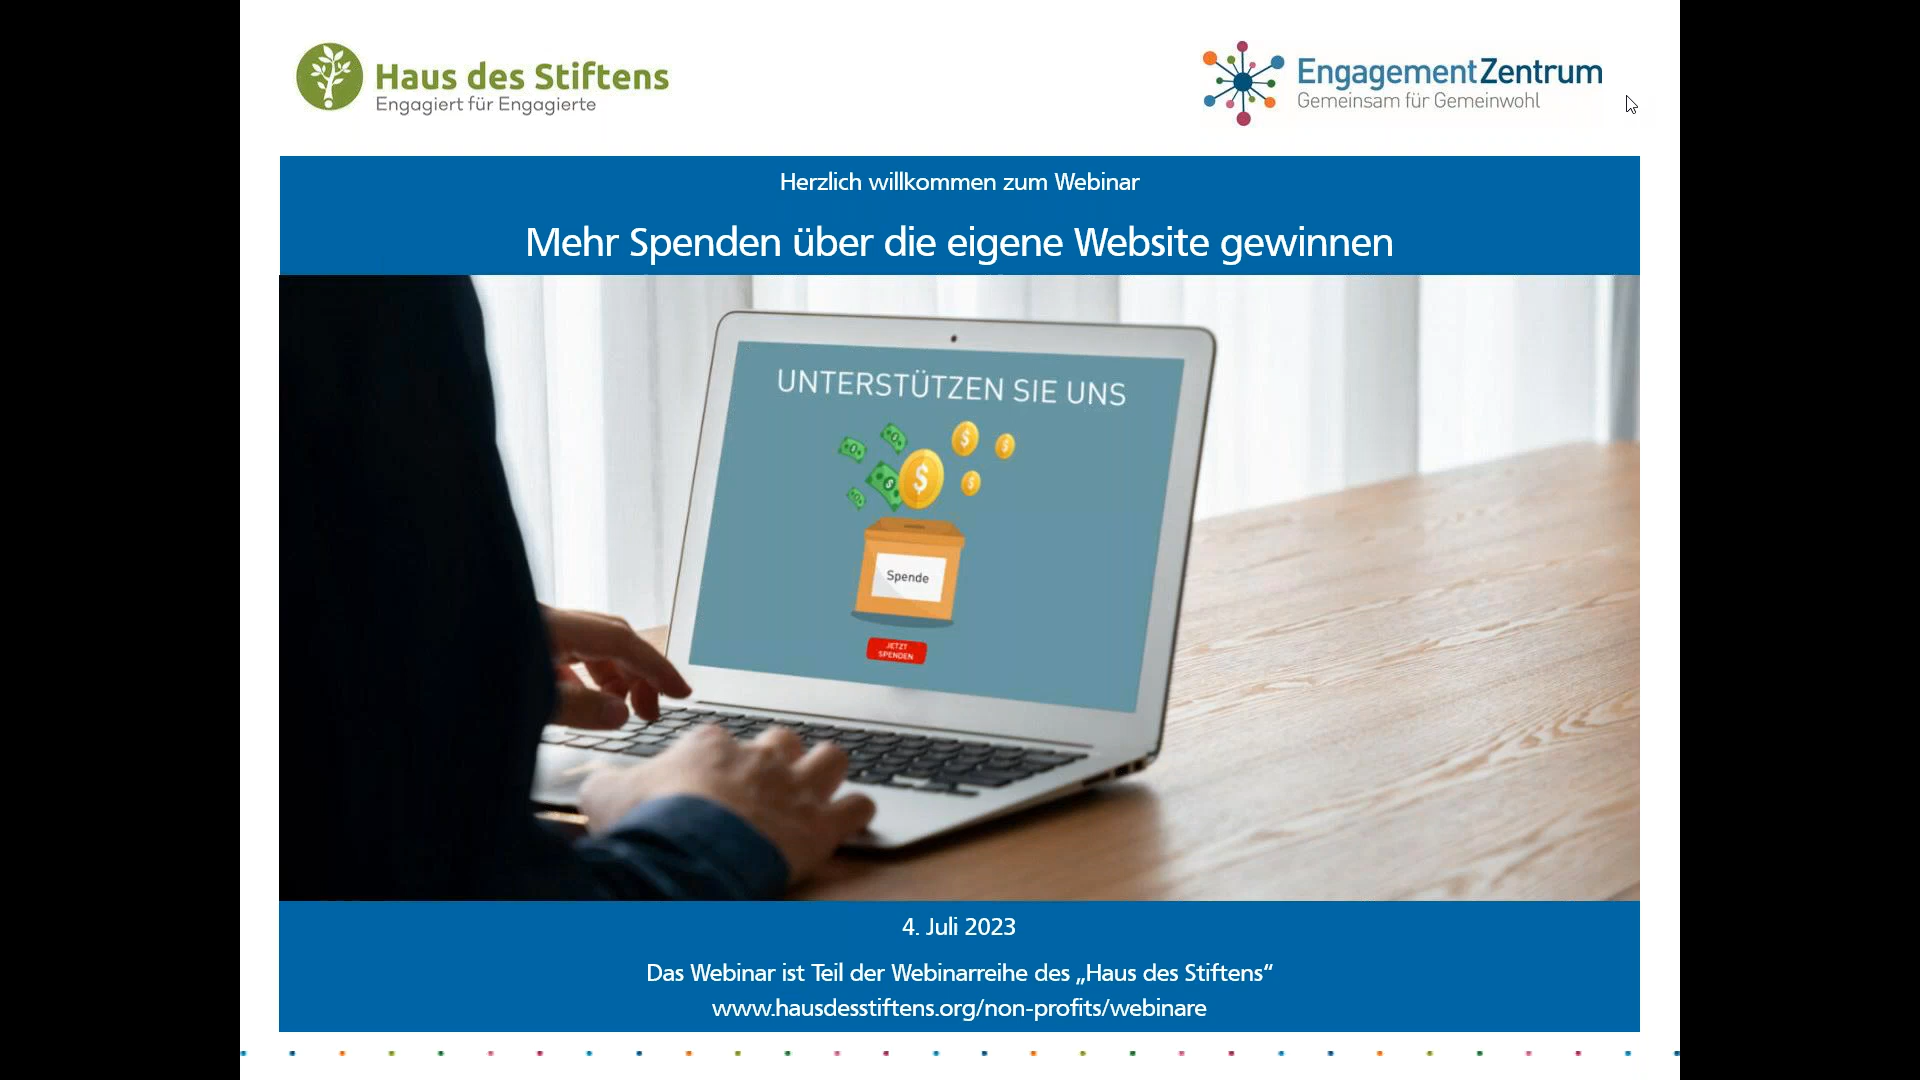 Haus des Stiftens
Engagiert für Engagierte
EngagementZentrum
Gemeinsam für Gemeinwohl
Herzlich willkommen zum Webinar
Mehr Spenden über die eigene Website gewinnen
UNTERSTÜTZEN SIE UNS
$
$
$
$
$
Spende
JETZT
SPENDEN
4. Juli 2023
Das Webinar ist Teil der Webinarreihe des „Haus des Stiftens“
www.hausdesstiftens.org/non-profits/webinare